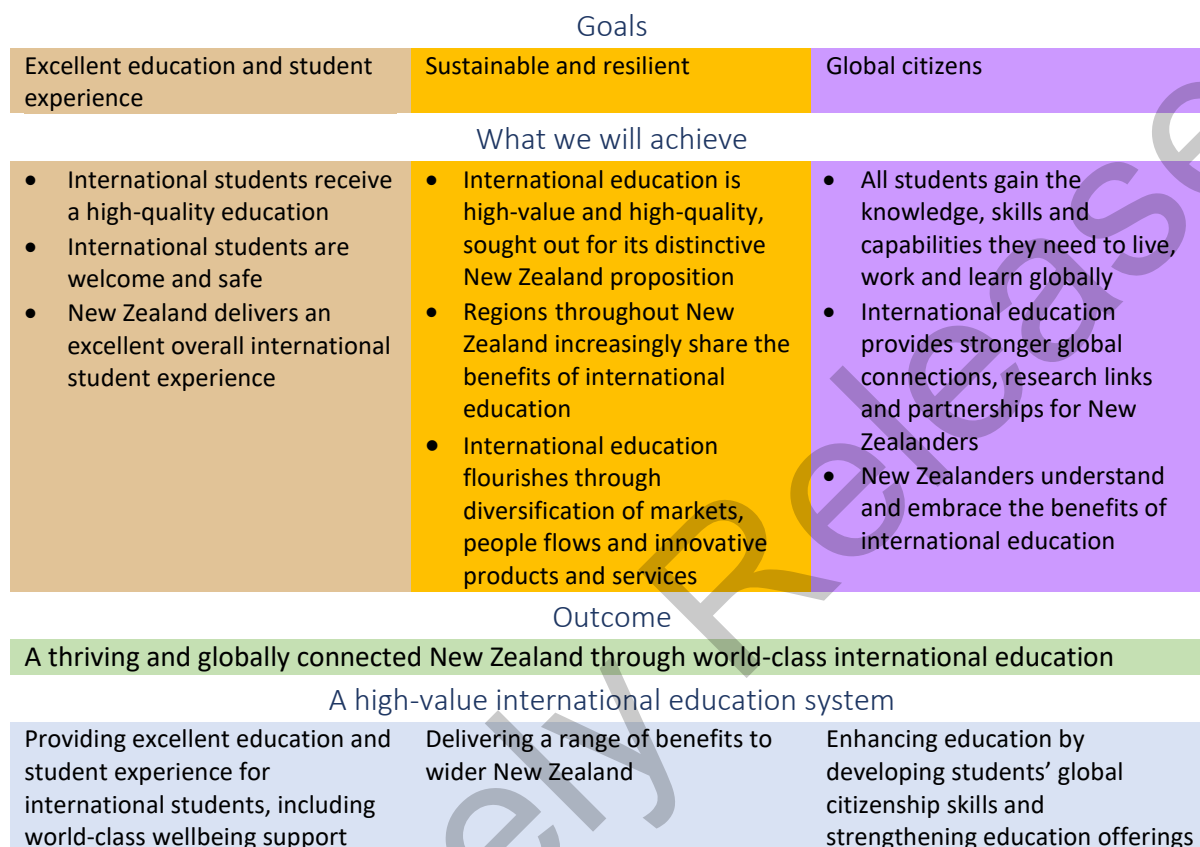 Goals
Excellent education and student
experience
Sustainable and resilient
Global citizens
What we will achieve
• International students receive
a high-quality education
• International students are
welcome and safe
• New Zealand delivers an
excellent overall international
student experience
• International education is
high-value and high-quality,
sought out for its distinctive
New Zealand proposition
• Regions throughout New
Zealand increasingly share the
benefits of international
education
• International education
flourishes through
diversification of markets,
people flows and innovative
products and services
• All students gain the
knowledge, skills and
capabilities they need to live,
work and learn globally
• International education
provides stronger global
connections, research links
and partnerships for New
Zealanders
• New Zealanders understand
and embrace the benefits of
international education
Outcome
A thriving and globally connected New Zealand through world-class international education
A high-value international education system
Providing excellent education and
student experience for
international students, including
world-class wellbeing support
Delivering a range of benefits to
wider New Zealand
Enhancing education by
developing students’ global
citizenship skills and
strengthening education offerings
ely Release